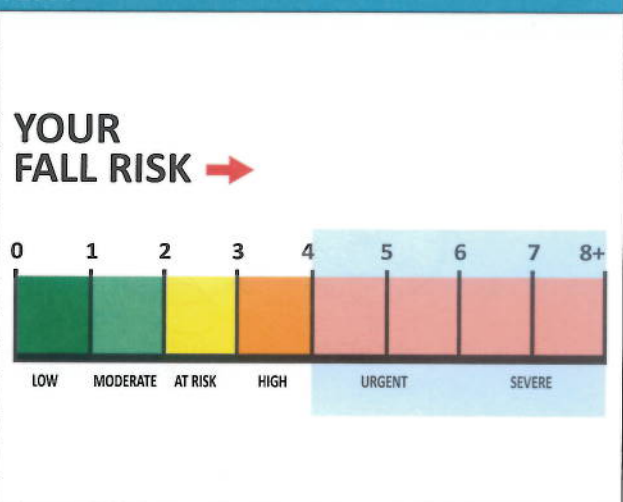 YOUR
FALL RISK
0 1 2 3 4 5 6 7 8+
LOW MODERATE AT RISK HIGH URGENT SEVERE